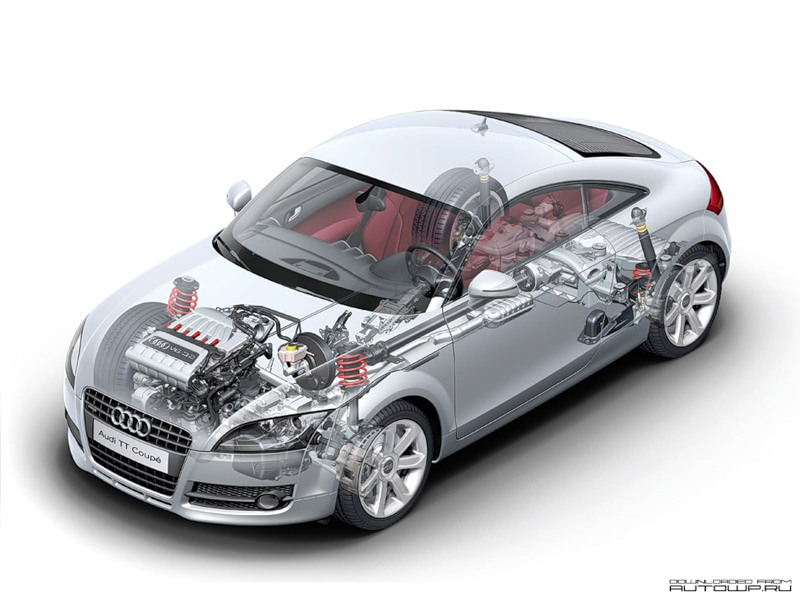 V6 3.2
Audi TT Coupé
DOWNLOADED FROM
AUTOWP.RU